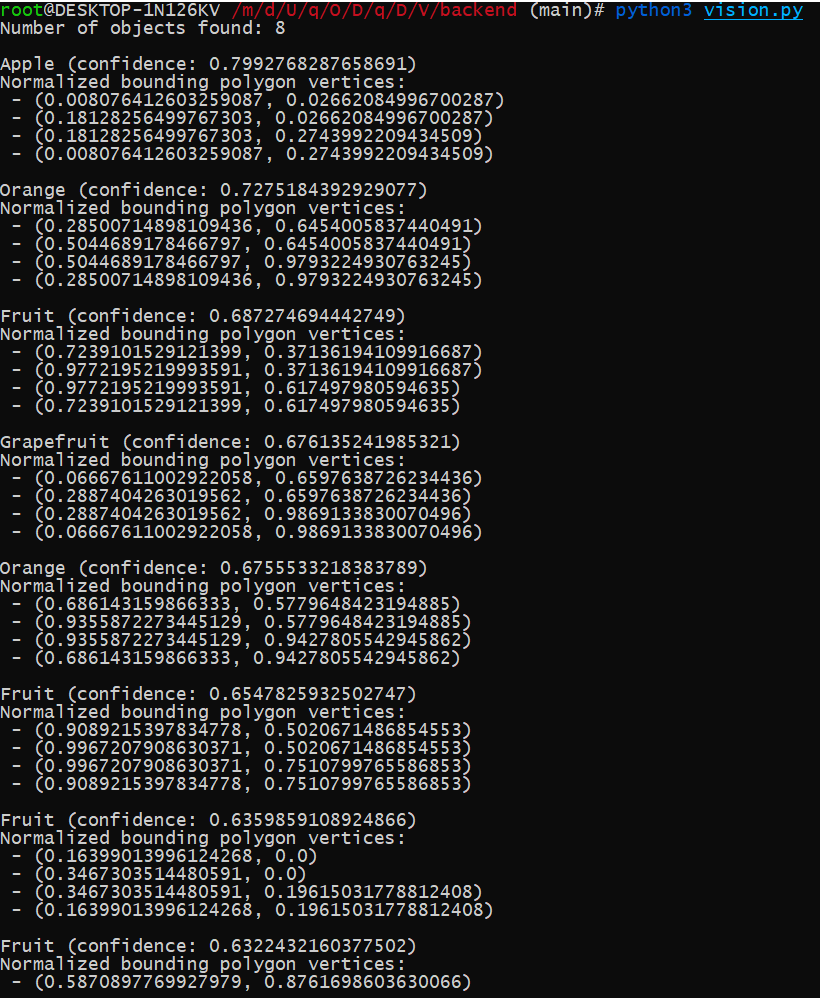 root@DESKTOP-1N126KV /m/d/U/q/O/D/q/D/V/backend (main)# python3 vision.py
Number of objects found: 8
Apple (confidence: 0.7992768287658691)
Normalized bounding polygon vertices:
- (0.008076412603259087, 0.02662084996700287)
- (0.18128256499767303, 0.02662084996700287)
- (0.18128256499767303, 0.2743992209434509)
- (0.008076412603259087, 0.2743992209434509)
Orange (confidence: 0.7275184392929077)
Normalized bounding polygon vertices:
- (0.28500714898109436, 0.6454005837440491)
- (0.5044689178466797, 0.6454005837440491)
- (0.5044689178466797, 0.9793224930763245)
- (0.28500714898109436, 0.9793224930763245)
Fruit (confidence: 0.687274694442749)
Normalized bounding polygon vertices:
- (0.7239101529121399, 0.37136194109916687)
- (0.9772195219993591, 0.37136194109916687)
- (0.9772195219993591, 0.617497980594635)
- (0.7239101529121399, 0.617497980594635)
Grapefruit (confidence: 0.676135241985321)
Normalized bounding polygon vertices:
- (0.06667611002922058, 0.6597638726234436)
- (0.2887404263019562, 0.6597638726234436)
- (0.2887404263019562, 0.9869133830070496)
- (0.06667611002922058, 0.9869133830070496)
Orange (confidence: 0.6755533218383789)
Normalized bounding polygon vertices:
- (0.686143159866333, 0.5779648423194885)
- (0.9355872273445129, 0.5779648423194885)
- (0.9355872273445129, 0.9427805542945862)
- (0.686143159866333, 0.9427805542945862)
Fruit (confidence: 0.6547825932502747)
Normalized bounding polygon vertices:
- (0.9089215397834778, 0.5020671486854553)
- (0.9967207908630371, 0.5020671486854553)
- (0.9967207908630371, 0.7510799765586853)
- (0.9089215397834778, 0.7510799765586853)
Fruit (confidence: 0.6359859108924866)
Normalized bounding polygon vertices:
- (0.16399013996124268, 0.0)
- (0.3467303514480591, 0.0)
- (0.3467303514480591, 0.19615031778812408)
- (0.16399013996124268, 0.19615031778812408)
Fruit (confidence: 0.6322432160377502)
Normalized bounding polygon vertices:
- (0.5870897769927979, 0.8761698603630066)